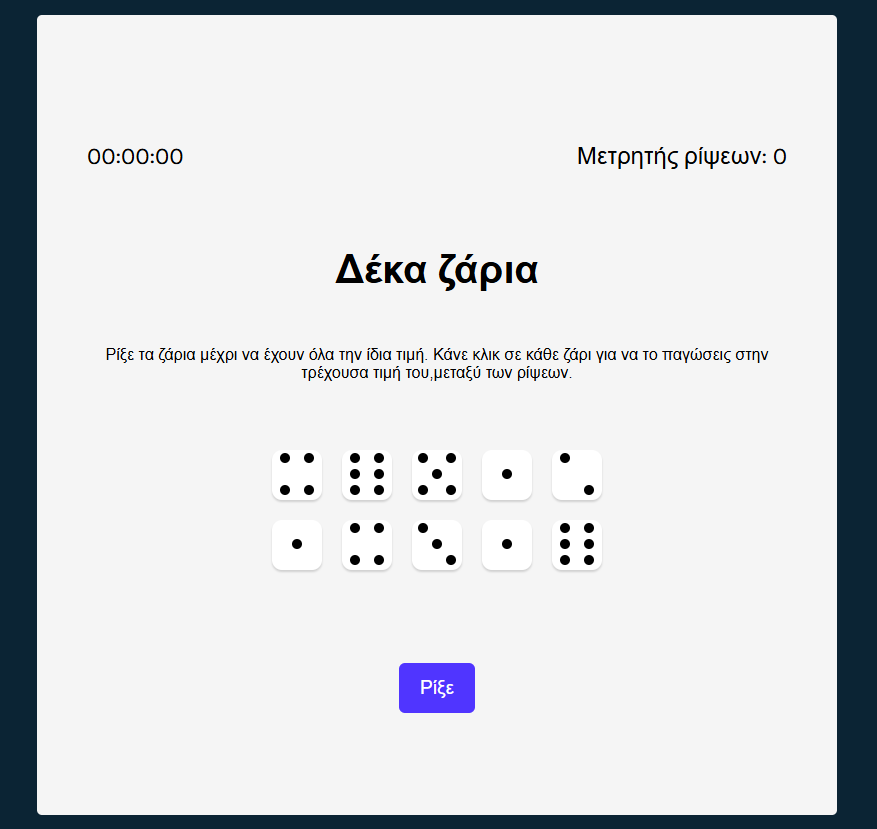 00:00:00
Μετρητής ρίψεων: 0
Δέκα ζάρια
Ρίξε τα ζάρια μέχρι να έχουν όλα την ίδια τιμή. Κάνε κλικ σε κάθε ζάρι για να το παγώσεις στην
τρέχουσα τιμή του,μεταξύ των ρίψεων.
Ρίξε